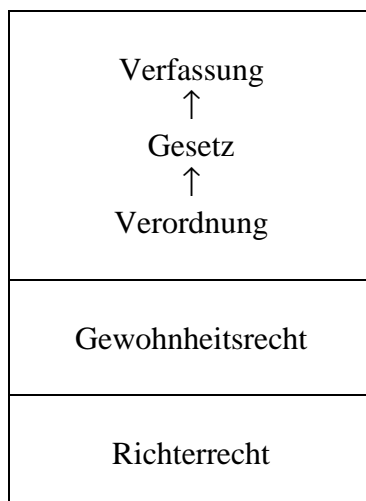 Verfassung
↑
Gesetz
↑
Verordnung
Gewohnheitsrecht
Richterrecht